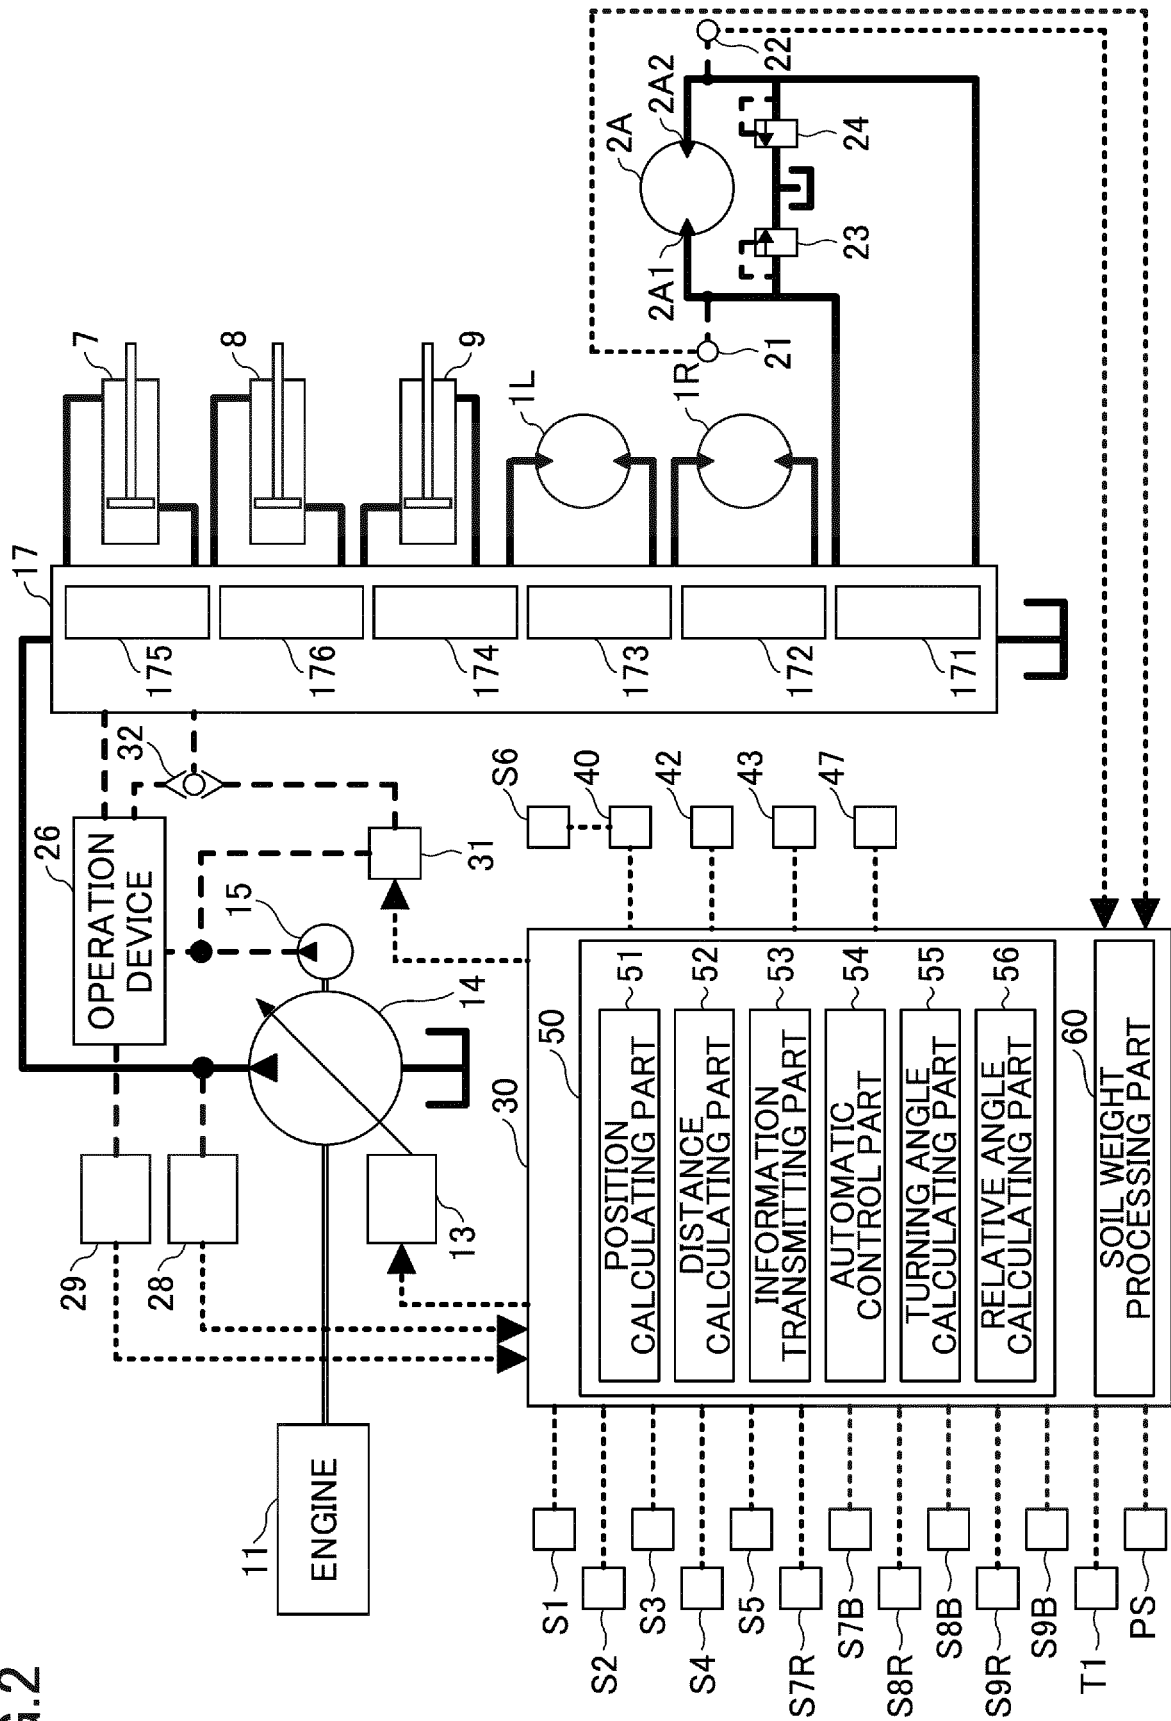 G.2
29
26
17
OPERATION
DEVICE
32
7
175
28
15
8
176
11
ENGINE
13
14
31
9
174
30
S6
1L
173
S1
50
40
S2
POSITION
CALCULATING PART
51
S3
42
1R
172
2A
2A1
2A2
S4
DISTANCE
CALCULATING PART
52
S5
INFORMATION
TRANSMITTING PART
53
43
21
22
S7R
S7B
AUTOMATIC
CONTROL PART
54
47
23
24
S8R
TURNING ANGLE
CALCULATING PART
55
171
S8B
S9R
RELATIVE ANGLE
CALCULATING PART
56
S9B
60
T1
SOIL WEIGHT
PROCESSING PART
PS